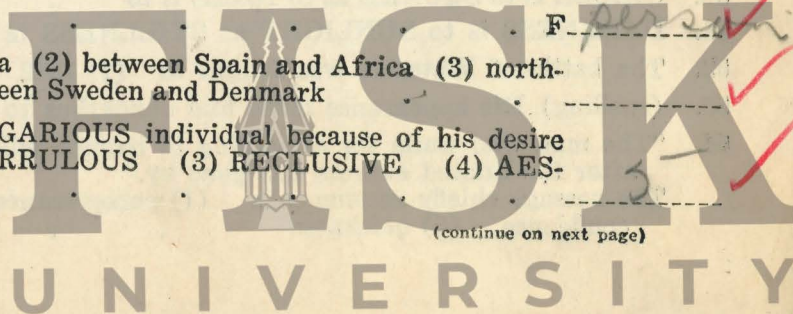 F person
a (2) between Spain and Africa (3) north-
een Sweden and Denmark
GARIOUS individual because of his desire
RRULOUS (3) RECLUSIVE (4) AES- 5
(continue on next page)
FISK
UNIVERSITY